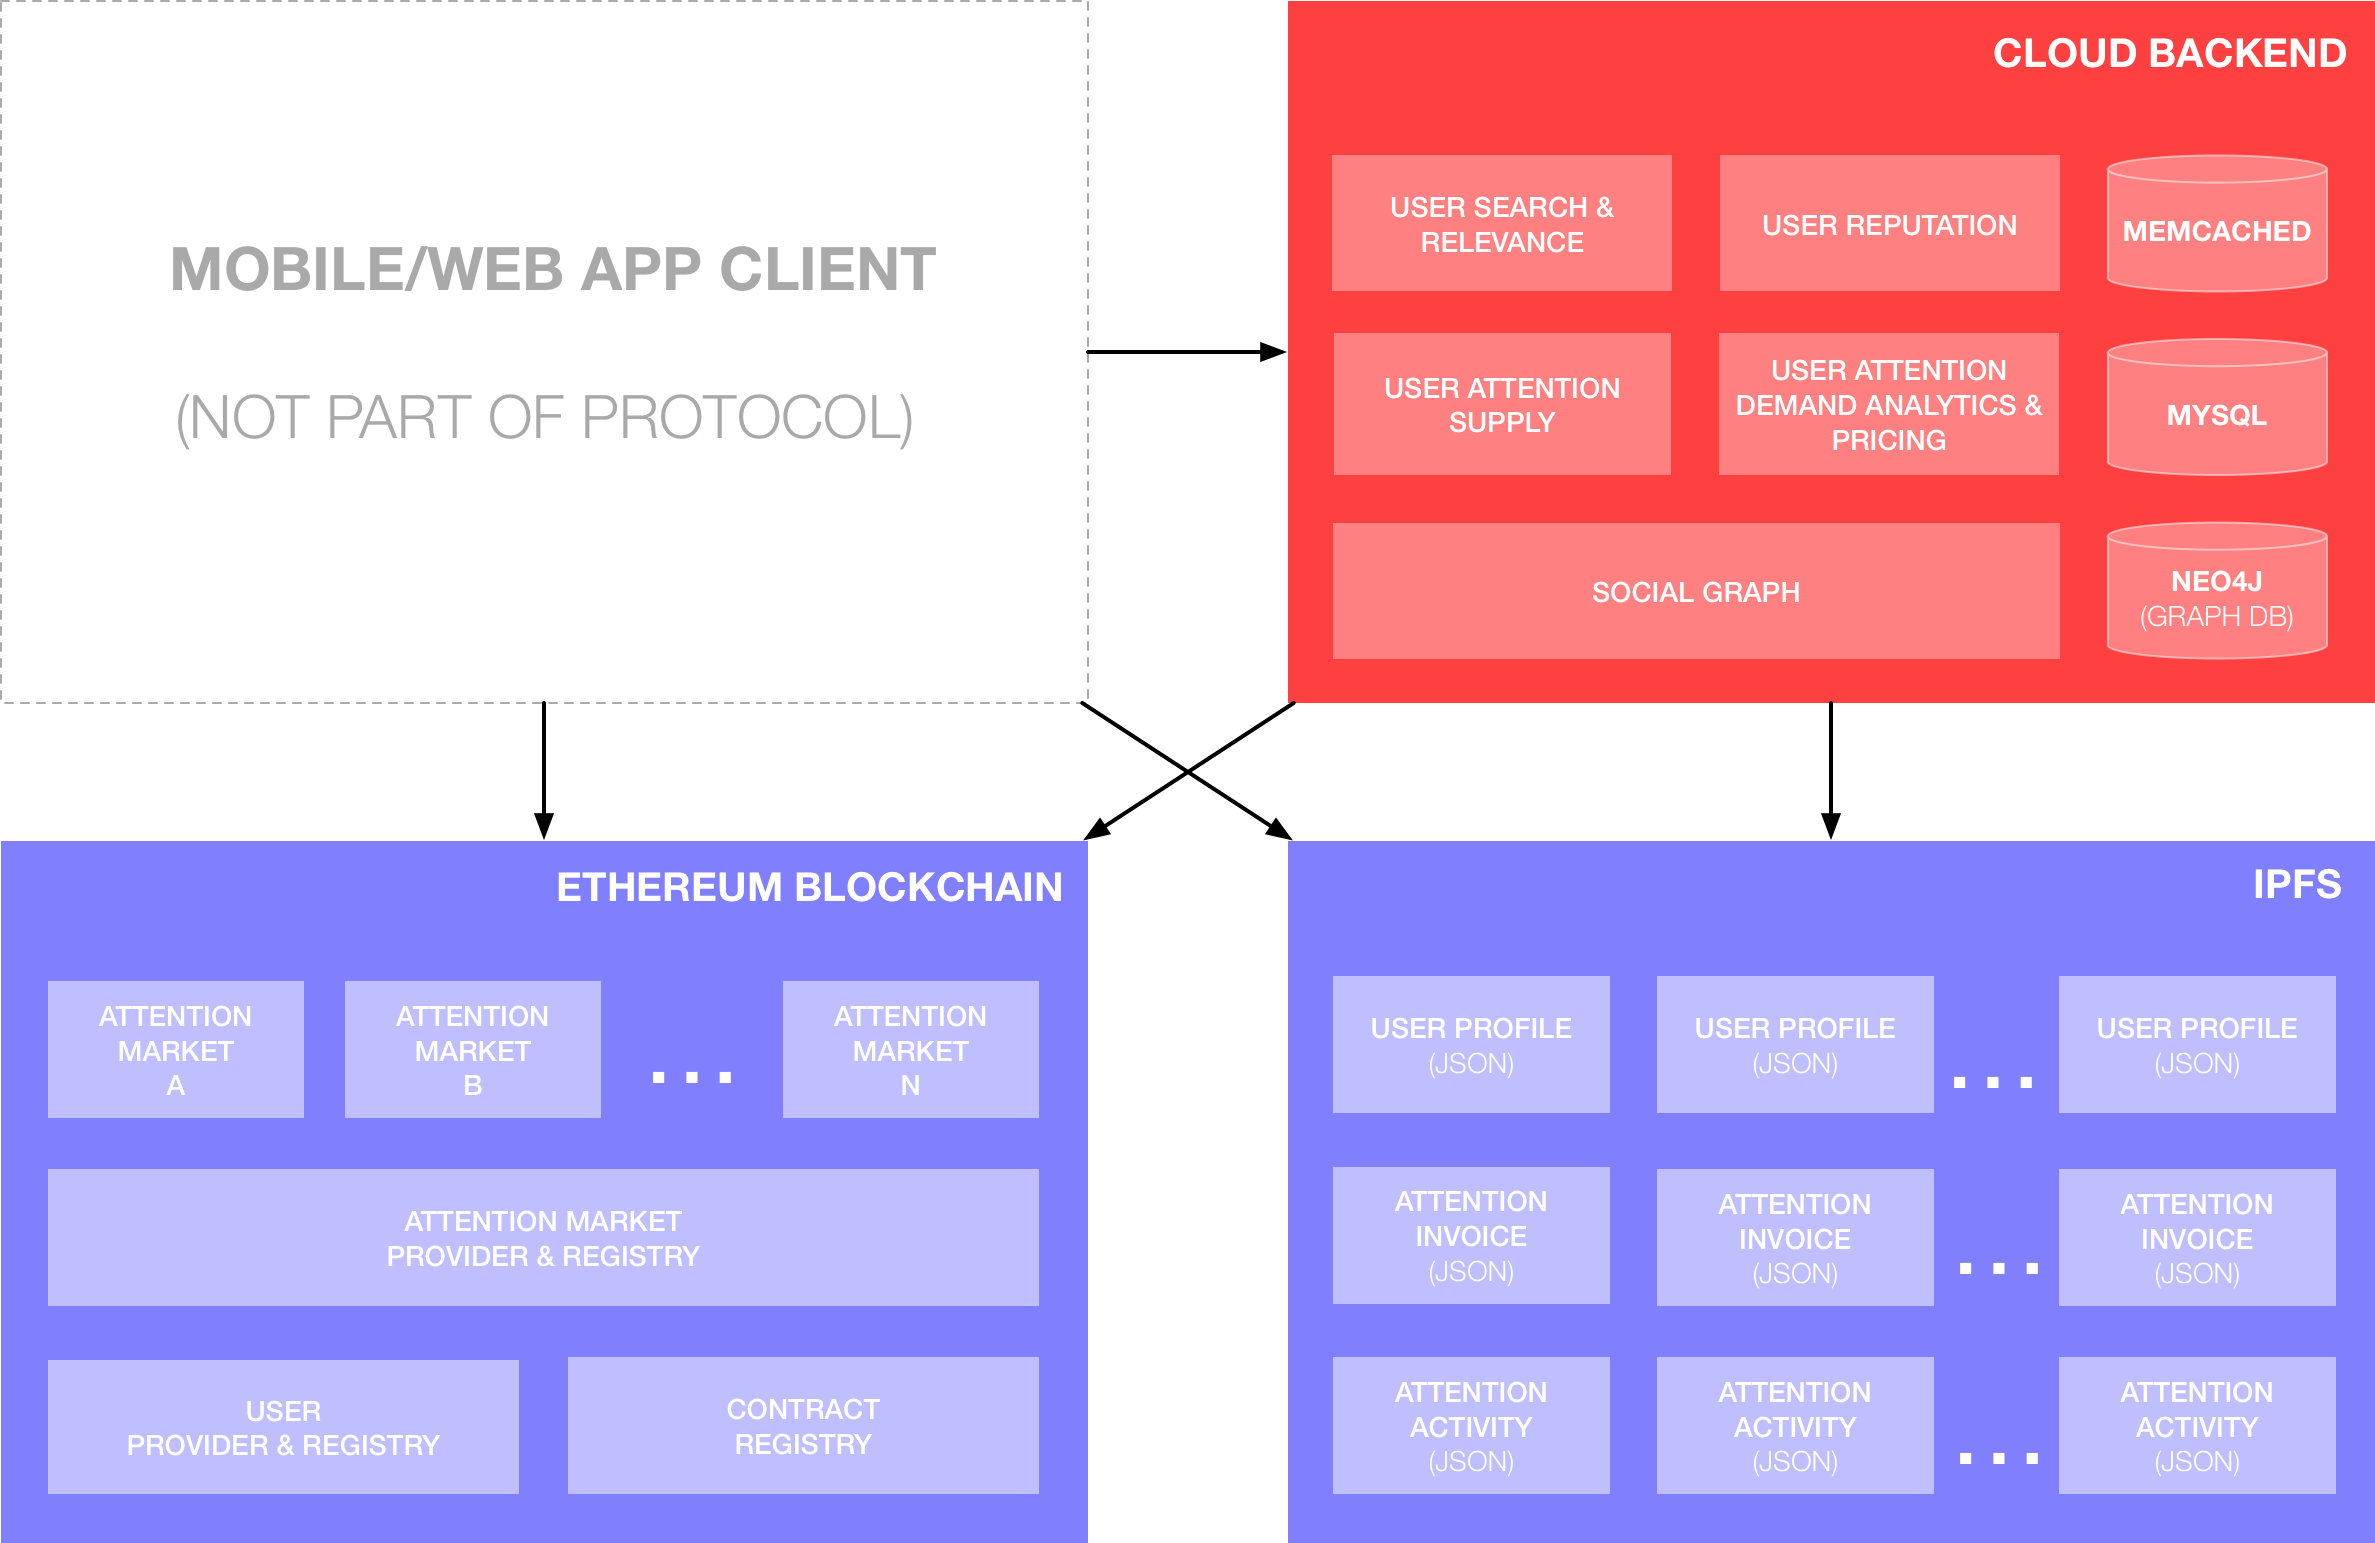 MOBILE/WEB APP CLIENT
(NOT PART OF PROTOCOL)
CLOUD BACKEND
USER SEARCH &
RELEVANCE
USER REPUTATION
MEMCACHED
USER ATTENTION
SUPPLY
USER ATTENTION
DEMAND ANALYTICS &
PRICING
MYSQL
SOCIAL GRAPH
NEO4J
(GRAPH DB)
ETHEREUM BLOCKCHAIN
ATTENTION
MARKET
A
ATTENTION
MARKET
B
...
ATTENTION
MARKET
N
ATTENTION MARKET
PROVIDER & REGISTRY
USER
PROVIDER & REGISTRY
CONTRACT
REGISTRY
IPFS
USER PROFILE
(JSON)
USER PROFILE
(JSON)
...
USER PROFILE
(JSON)
ATTENTION
INVOICE
(JSON)
ATTENTION
INVOICE
(JSON)
...
ATTENTION
INVOICE
(JSON)
ATTENTION
ACTIVITY
(JSON)
ATTENTION
ACTIVITY
(JSON)
...
ATTENTION
ACTIVITY
(JSON)